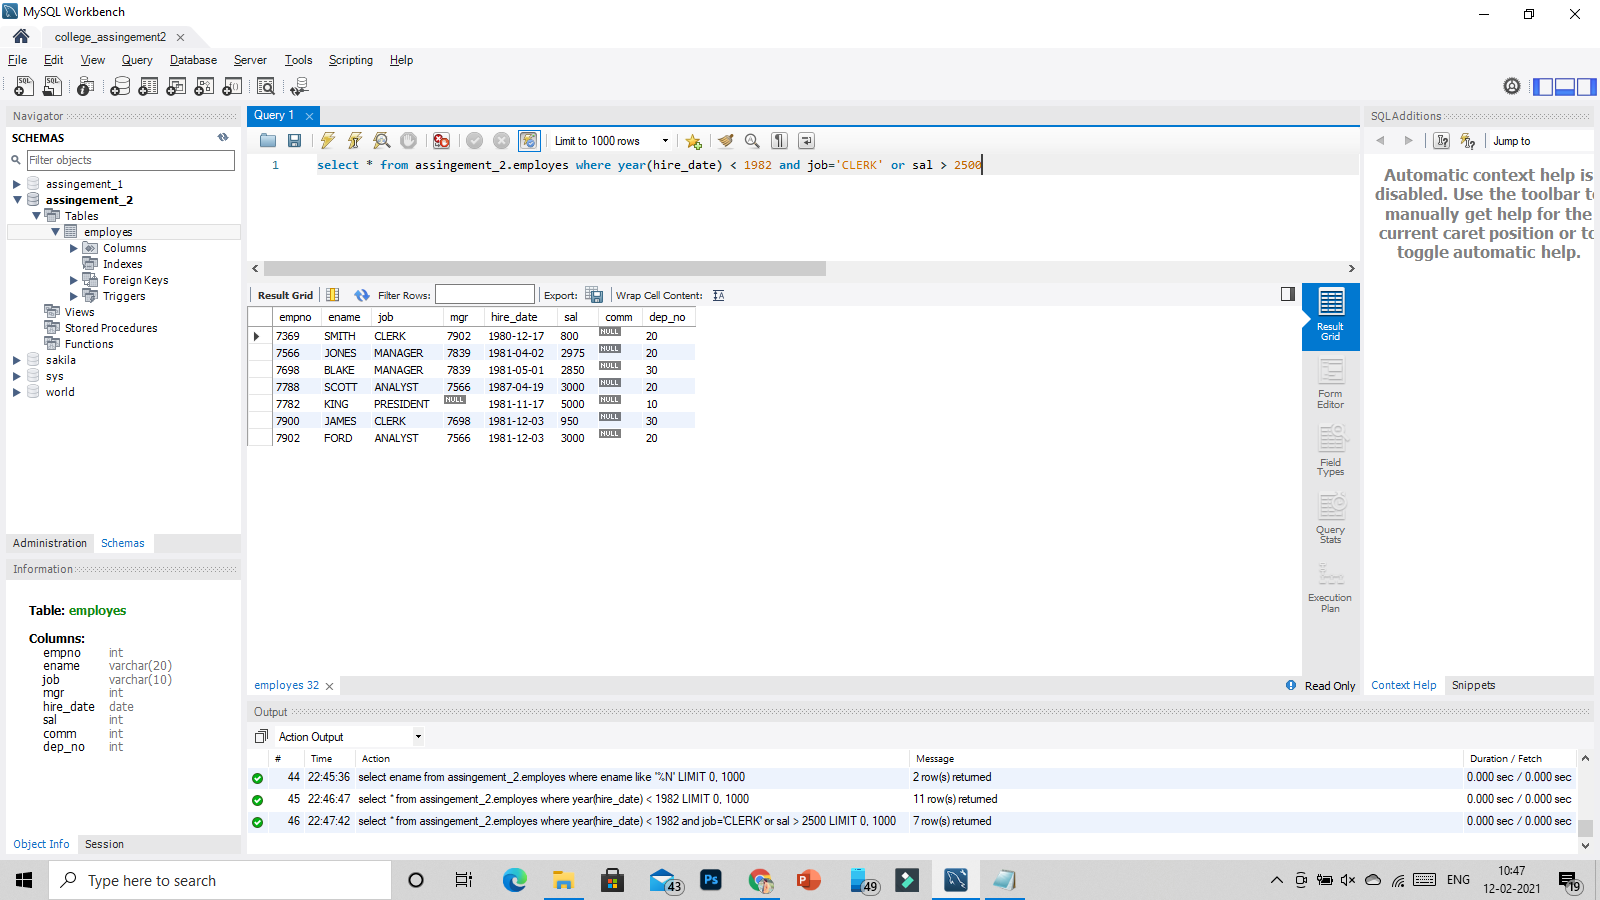 MySQL Workbench
college_assingement2
File Edit View Query Database Server Tools Scripting Help
Navigator
SCHEMAS
Filter objects
assingement_1
assingement_2
Tables
employes
Columns
Indexes
Foreign Keys
Triggers
Views
Stored Procedures
Functions
sakila
sys
world
Administration Schemas
Information
Table: employes
Columns:
empno int
ename varchar(20)
job varchar(10)
mgr int
hire_date date
sal int
comm int
dep_no int
Object Info Session
Query 1
Limit to 1000 rows
1 select * from assingement_2.employes where year(hire_date) < 1982 and job='CLERK' or sal > 2500
Result Grid Filter Rows: Export: Wrap Cell Content:
empno ename job mgr hire_date sal comm dep_no
7369 SMITH CLERK 7902 1980-12-17 800 NULL 20
7566 JONES MANAGER 7839 1981-04-02 2975 NULL 20
7698 BLAKE MANAGER 7839 1981-05-01 2850 NULL 30
7788 SCOTT ANALYST 7566 1987-04-19 3000 NULL 20
7782 KING PRESIDENT NULL 1981-11-17 5000 NULL 10
7900 JAMES CLERK 7698 1981-12-03 950 NULL 30
7902 FORD ANALYST 7566 1981-12-03 3000 NULL 20
Result
Grid
Form
Editor
Field
Types
Query
Stats
Execution
Plan
employes 32
Read Only
SQLAdditions
Jump to
Automatic context help is
disabled. Use the toolbar to
manually get help for the
current caret position or to
toggle automatic help.
Context Help Snippets
Output
Action Output
# Time Action Message Duration / Fetch
44 22:45:36 select ename from assingement_2.employes where ename like '%N' LIMIT 0, 1000 2 row(s) returned 0.000 sec / 0.000 sec
45 22:46:47 select * from assingement_2.employes where year(hire_date) < 1982 LIMIT 0, 1000 11 row(s) returned 0.000 sec / 0.000 sec
46 22:47:42 select * from assingement_2.employes where year(hire_date) < 1982 and job='CLERK' or sal > 2500 LIMIT 0, 1000 7 row(s) returned 0.000 sec / 0.000 sec
Type here to search
43
Ps
49
ENG
10:47
12-02-2021
19